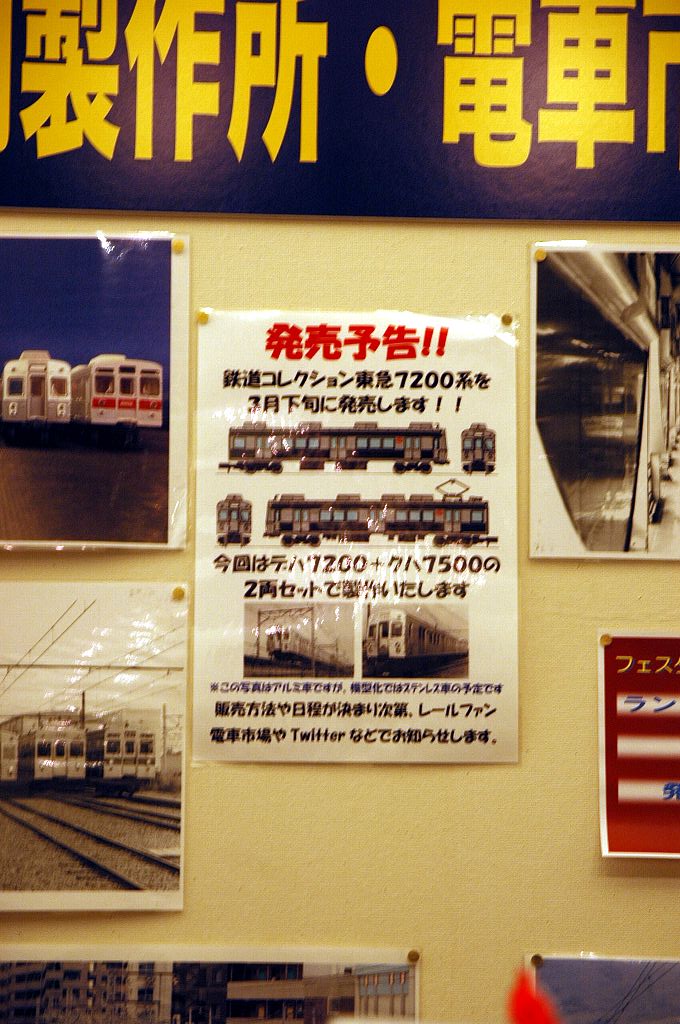 製作所・電車市
発売予告!!
鉄道コレクション東急7200系を
3月下旬に発売します!!
今回はデハ7200+クハ7500の
2両セットで製作いたします
※この写真はアルミ車ですが、模型化ではステンレス車の予定です
販売方法や日程が決まり次第、レールファン
電車市場やTwitterなどでお知らせします。
フェスタ
ラン
発